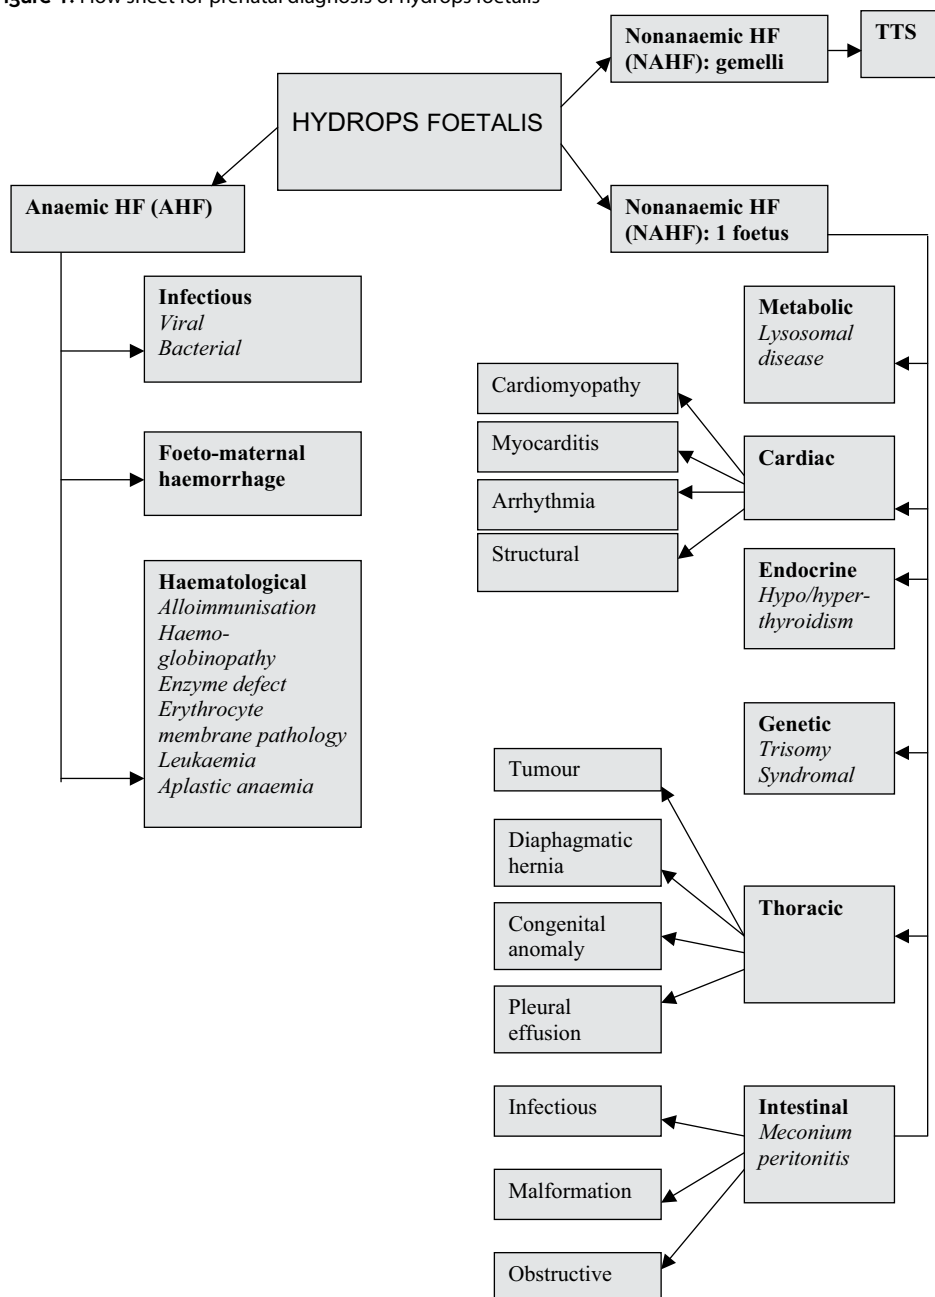 Figure 1. Flow sheet for prenatal diagnosis of hydrops foetalis
HYDROPS FOETALIS
Nonanaemic HF
(NAHF): gemelli
TTS
Anaemic HF (AHF)
Nonanaemic HF
(NAHF): 1 foetus
Infectious
Viral
Bacterial
Foeto-maternal
haemorrhage
Haematological
Alloimmunisation
Haemo-
globinopathy
Enzyme defect
Erythrocyte
membrane pathology
Leukaemia
Aplastic anaemia
Metabolic
Lysosomal
disease
Cardiac
Cardiomyopathy
Myocarditis
Arrhythmia
Structural
Endocrine
Hypo/hyper-
thyroidism
Genetic
Trisomy
Syndromal
Thoracic
Tumour
Diaphagmatic
hernia
Congenital
anomaly
Pleural
effusion
Intestinal
Meconium
peritonitis
Infectious
Malformation
Obstructive